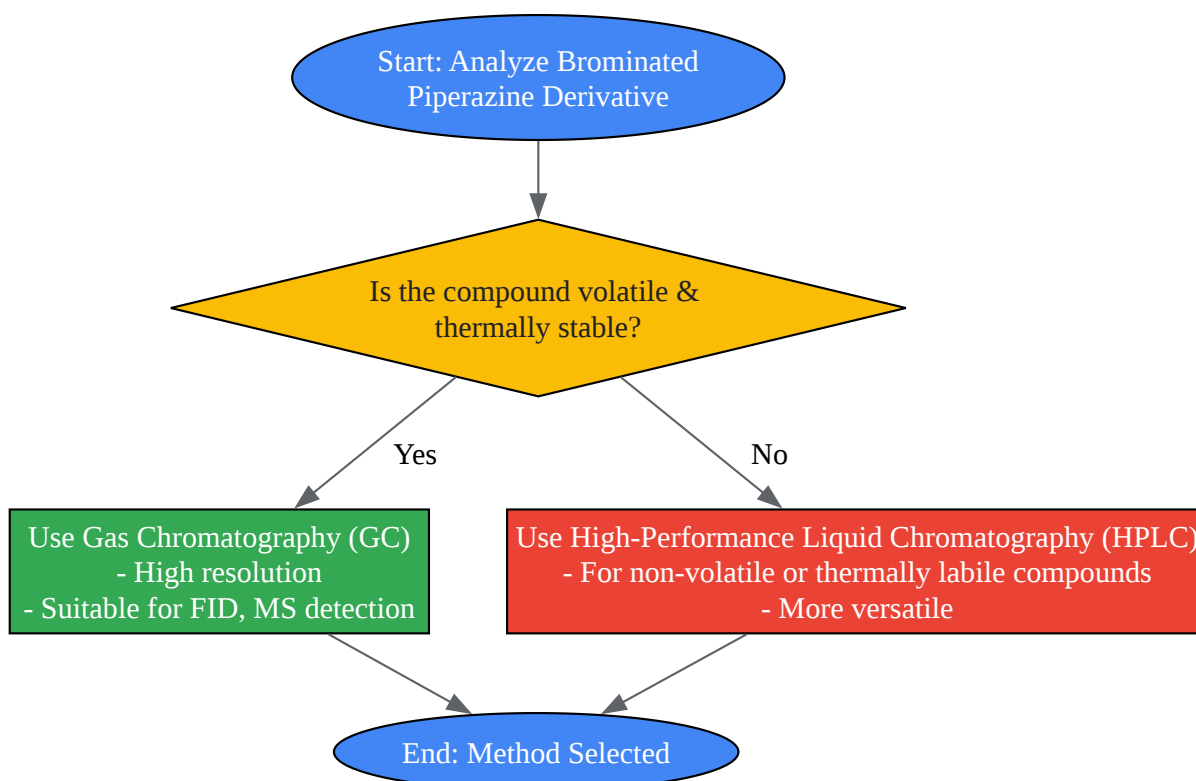 Start: Analyze Brominated
Piperazine Derivative
Is the compound volatile &
thermally stable?
Yes
No
Use Gas Chromatography (GC)
- High resolution
- Suitable for FID, MS detection
Use High-Performance Liquid Chromatography (HPLC)
- For non-volatile or thermally labile compounds
- More versatile
End: Method Selected